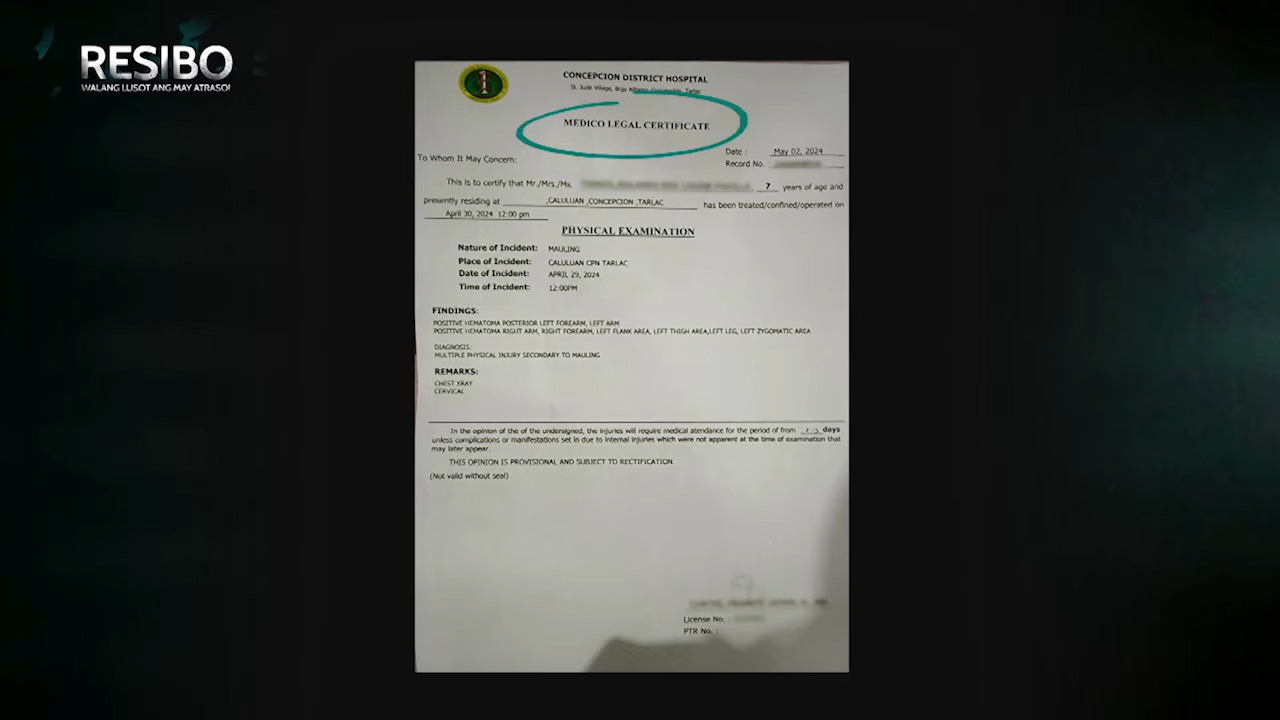 RESIBO
WALANG LUSOT ANG MAY ATRASO!
CONCEPCION DISTRICT HOSPITAL
St. Jude Village, Brgy Alfonso, Concepcion, Tarlac
MEDICO LEGAL CERTIFICATE
Date : May 02, 2024
To Whom It May Concern:
Record No.
This is to certify that Mr./Mrs./Ms. 7 years of age and
presently residing at ,CALULUAN ,CONCEPCION ,TARLAC has been treated/confined/operated on
April 30, 2024 12:00 pm
PHYSICAL EXAMINATION
Nature of Incident: MAULING
Place of Incident: CALULUAN CPN TARLAC
Date of Incident: APRIL 29, 2024
Time of Incident: 12:00PM
FINDINGS:
POSITIVE HEMATOMA POSTERIOR LEFT FOREARM, LEFT ARM
POSITIVE HEMATOMA RIGHT ARM, RIGHT FOREARM, LEFT FLANK AREA, LEFT THIGH AREA,LEFT LEG, LEFT ZYGOMATIC AREA
DIAGNOSIS:
MULTIPLE PHYSICAL INJURY SECONDARY TO MAULING
REMARKS:
CHEST XRAY
CERVICAL
In the opinion of the of the undersigned, the injuries will require medical atendance for the period of from days
unless complications or manifestations set in due to internal injuries which were not apparent at the time of examination that
may later appear.
THIS OPINION IS PROVISIONAL AND SUBJECT TO RECTIFICATION.
(Not valid without seal)
License No. :
PTR No. :